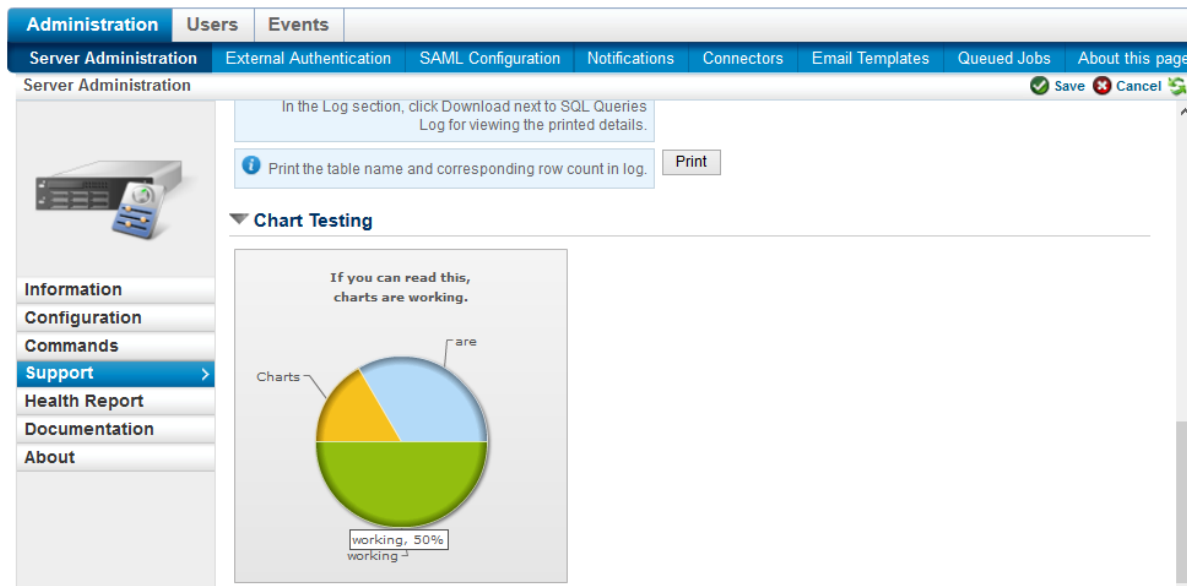 Administration Users Events
Server Administration External Authentication SAML Configuration Notifications Connectors Email Templates Queued Jobs About this page
Server Administration Save Cancel
In the Log section, click Download next to SQL Queries
Log for viewing the printed details.
Print the table name and corresponding row count in log. Print
Chart Testing
If you can read this,
charts are working.
Information
Configuration
Commands
Support
Health Report
Documentation
About
are
Charts
working, 50%
working